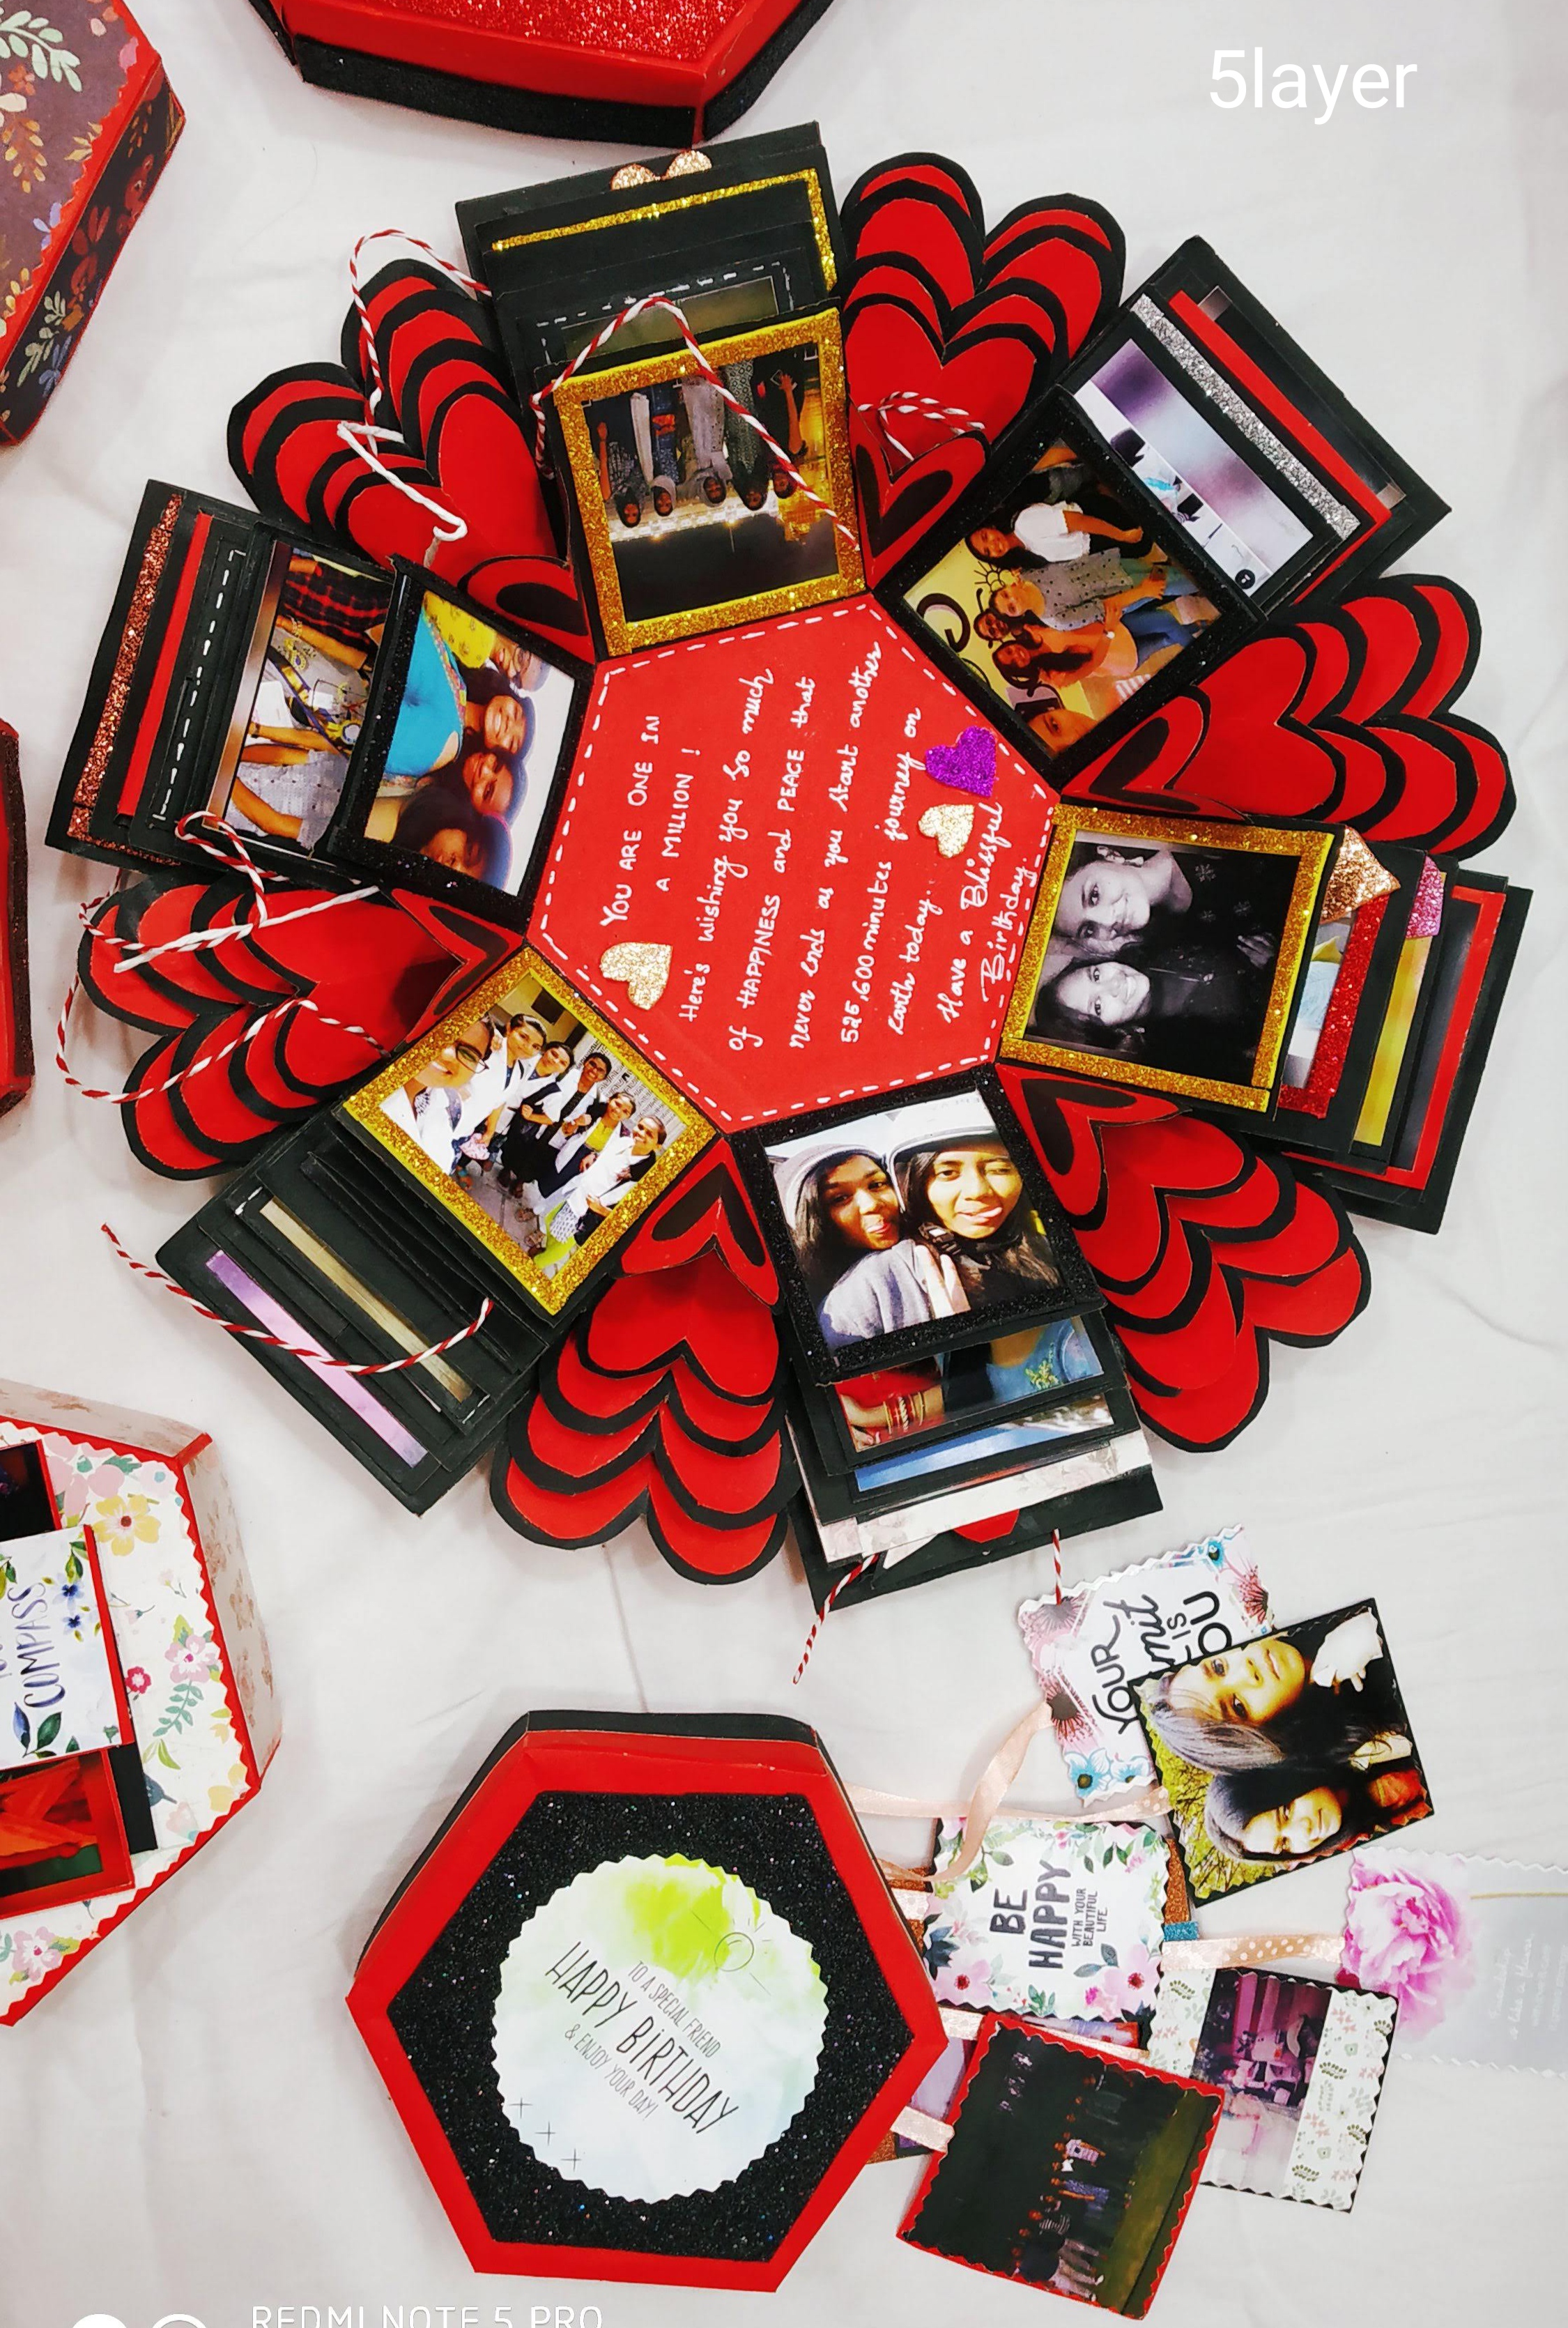 5layer
YOU ARE ONE IN
A MILLION !
Here's wishing you so much
of HAPPINESS and PEACE that
never ends as you start another
525,600 minutes journey on
earth today.
Have a Blissful
Birthday.
YOUR
IS
YOU
COMPASS
BE
HAPPY
WITH YOUR
BEAUTIFUL
LIFE
TO A SPECIAL FRIEND
HAPPY BIRTHDAY
& ENJOY YOUR DAY!
REDMI NOTE 5 PRO